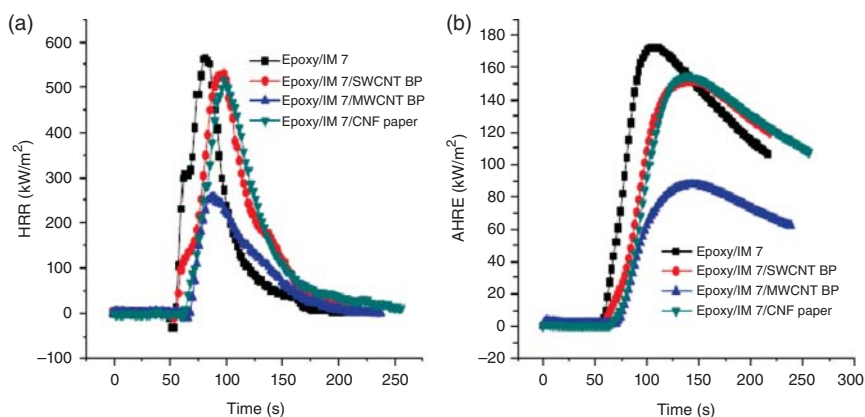 (a)
600
500
400
300
200
100
0
–100
HRR (kW/m²)
Epoxy/IM 7
Epoxy/IM 7/SWCNT BP
Epoxy/IM 7/MWCNT BP
Epoxy/IM 7/CNF paper
0 50 100 150 200 250
Time (s)
(b)
180
160
140
120
100
80
60
40
20
0
–20
AHRE (kW/m²)
Epoxy/IM 7
Epoxy/IM 7/SWCNT BP
Epoxy/IM 7/MWCNT BP
Epoxy/IM 7/CNF paper
0 50 100 150 200 250 300
Time (s)